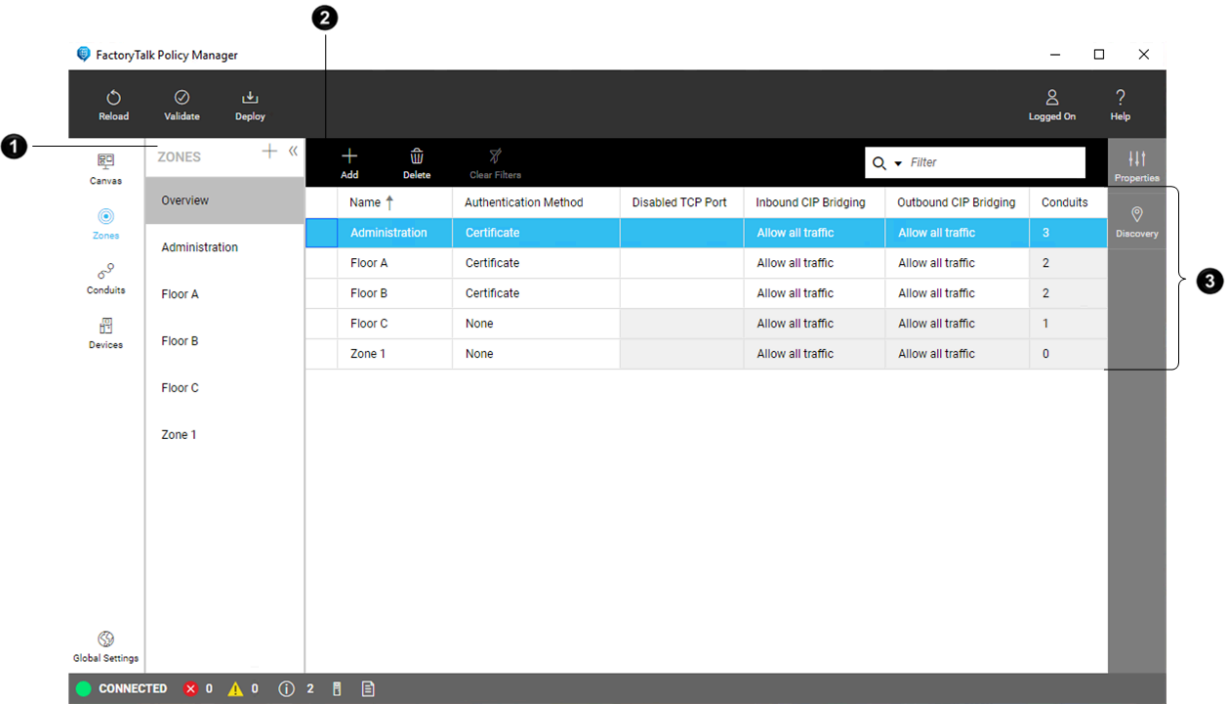 2
FactoryTalk Policy Manager
Reload Validate Deploy Logged On ? Help
1
ZONES
Canvas
Zones
Conduits
Devices
Global Settings
Overview
Administration
Floor A
Floor B
Floor C
Zone 1
Add Delete Clear Filters Filter
Name Authentication Method Disabled TCP Port Inbound CIP Bridging Outbound CIP Bridging Conduits
Administration Certificate Allow all traffic Allow all traffic 3
Floor A Certificate Allow all traffic Allow all traffic 2
Floor B Certificate Allow all traffic Allow all traffic 2
Floor C None Allow all traffic Allow all traffic 1
Zone 1 None Allow all traffic Allow all traffic 0
Properties
Discovery
3
CONNECTED 0 0 2